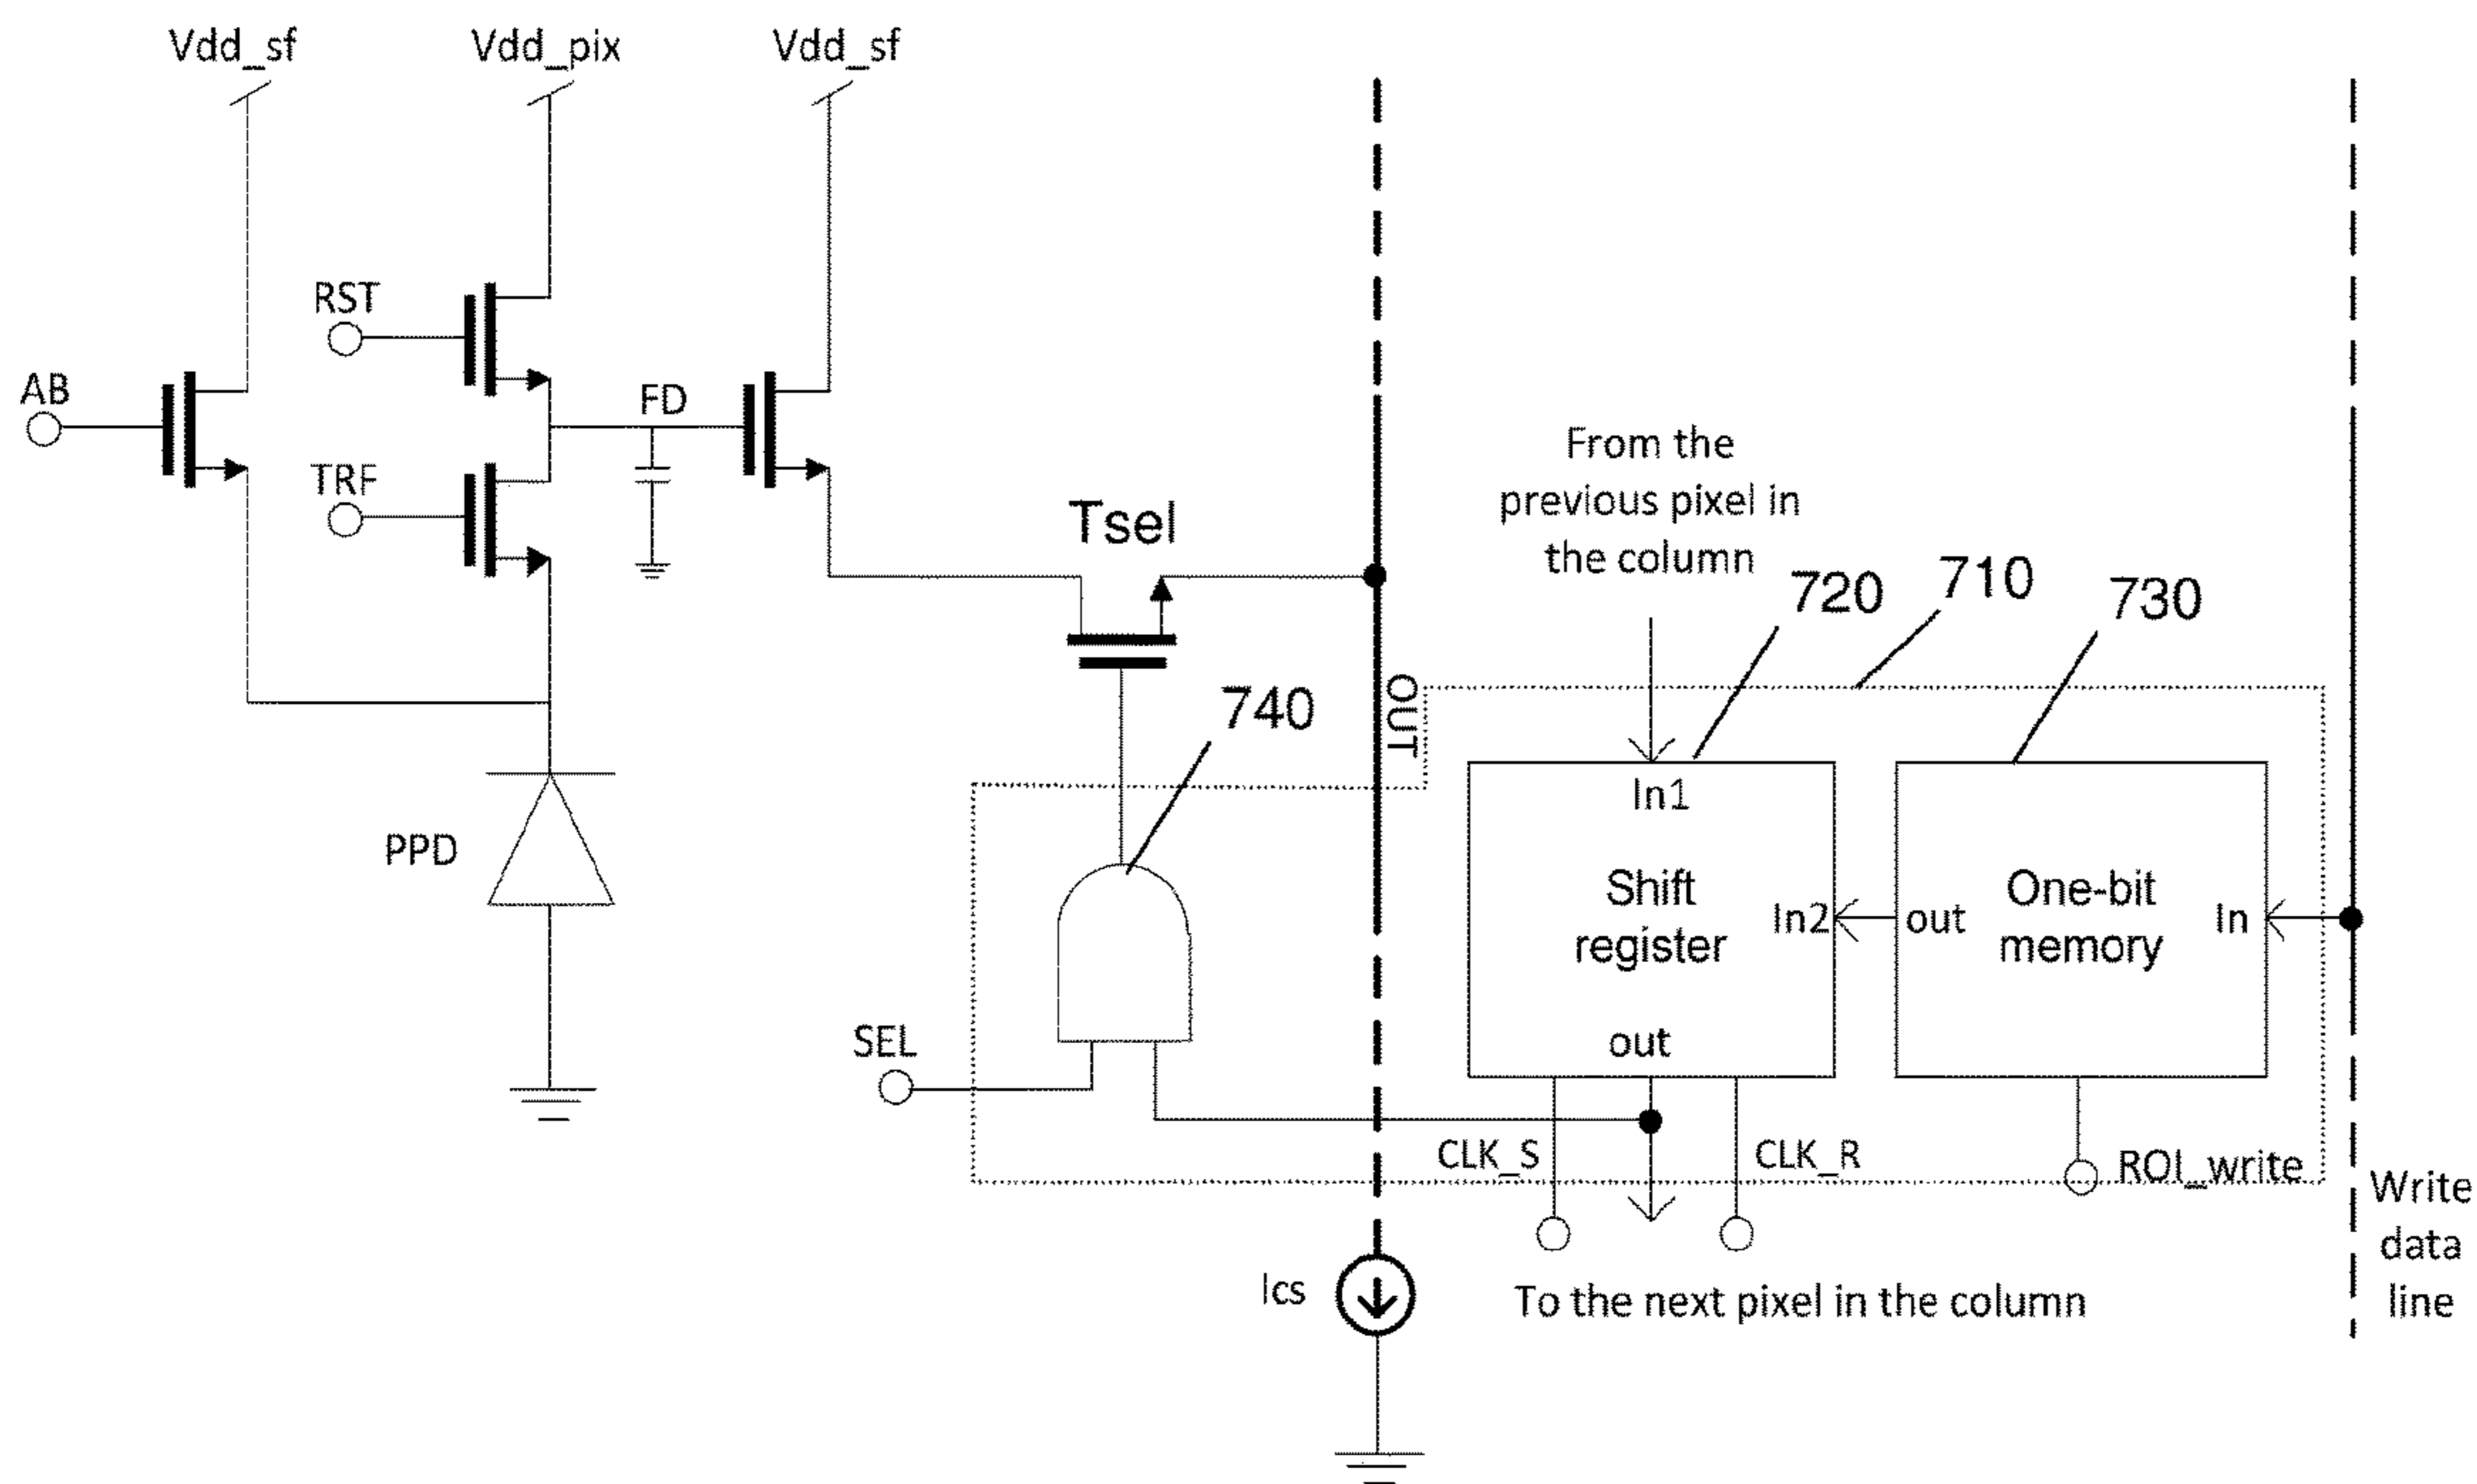 Vdd_sf
Vdd_pix
Vdd_sf
RST
AB
FD
TRF
From the
previous pixel in
the column
Tsel
720
710
730
740
OUT
In1
PPD
Shift
register
In2
out
One-bit
memory
In
SEL
out
CLK_S
CLK_R
ROI_write
Write
data
line
Ics
To the next pixel in the column